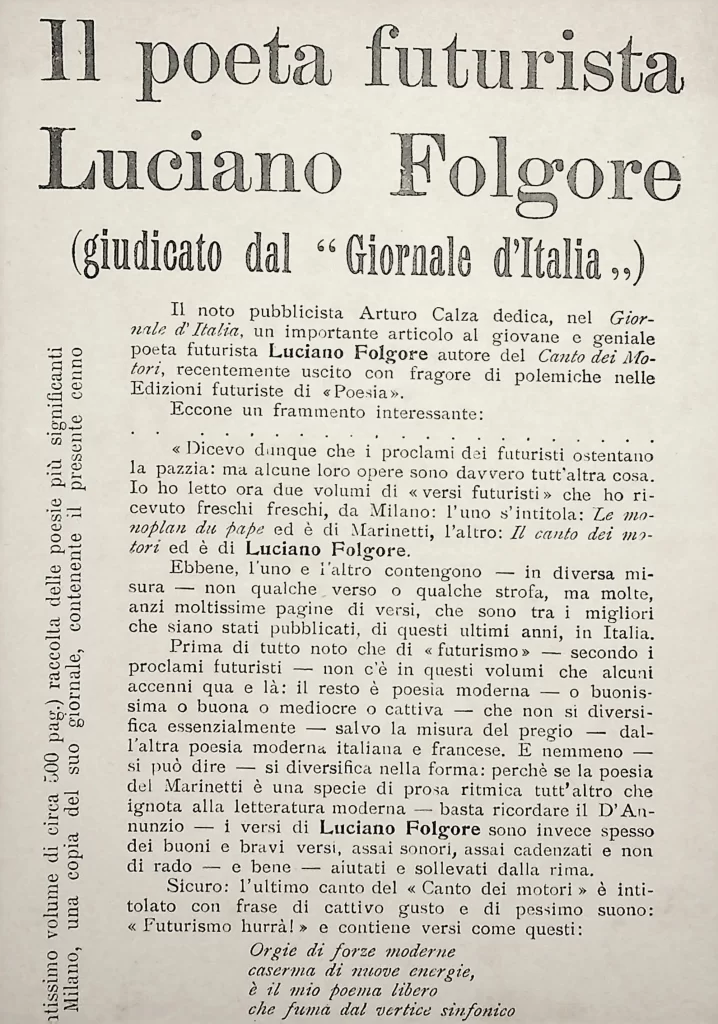 Il poeta futurista
Luciano Folgore
(giudicato dal “ Giornale d'Italia „)
Il noto pubblicista Arturo Calza dedica, nel Gior-
nale d'Italia, un importante articolo al giovane e geniale
poeta futurista Luciano Folgore autore del Canto dei Mo-
tori, recentemente uscito con fragore di polemiche nelle
Edizioni futuriste di «Poesia».
Eccone un frammento interessante:
. . . . . . . . . . . . . . . . . . . . . .
« Dicevo dunque che i proclami dei futuristi ostentano
la pazzia: ma alcune loro opere sono davvero tutt'altra cosa.
Io ho letto ora due volumi di « versi futuristi » che ho ri-
cevuto freschi freschi, da Milano: l'uno s'intitola: Le mo-
noplan du pape ed è di Marinetti, l'altro: Il canto dei mo-
tori ed è di Luciano Folgore.
Ebbene, l'uno e l'altro contengono — in diversa mi-
sura — non qualche verso o qualche strofa, ma molte,
anzi moltissime pagine di versi, che sono tra i migliori
che siano stati pubblicati, di questi ultimi anni, in Italia.
Prima di tutto noto che di « futurismo » — secondo i
proclami futuristi — non c'è in questi volumi che alcuni
accenni qua e là: il resto è poesia moderna — o buonis-
sima o buona o mediocre o cattiva — che non si diversi-
fica essenzialmente — salvo la misura del pregio — dal-
l'altra poesia moderna italiana e francese. E nemmeno —
si può dire — si diversifica nella forma: perchè se la poesia
del Marinetti è una specie di prosa ritmica tutt'altro che
ignota alla letteratura moderna — basta ricordare il D'An-
nunzio — i versi di Luciano Folgore sono invece spesso
dei buoni e bravi versi, assai sonori, assai cadenzati e non
di rado — e bene — aiutati e sollevati dalla rima.
Sicuro: l'ultimo canto del « Canto dei motori » è inti-
tolato con frase di cattivo gusto e di pessimo suono:
« Futurismo hurrà! » e contiene versi come questi:
Orgie di forze moderne
caserma di nuove energie,
è il mio poema libero
che fuma dal vertice sinfonico
tissimo volume di circa 500 pag.) raccolta delle poesie più significanti
Milano, una copia del suo giornale, contenente il presente cenno